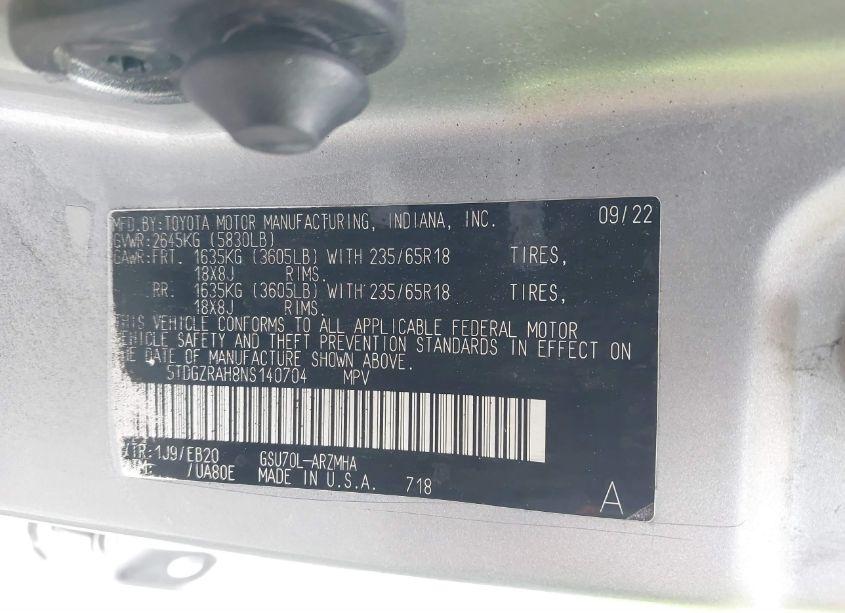 MFD. BY: TOYOTA MOTOR MANUFACTURING, INDIANA, INC. 09/22
GVWR: 2645KG (5830LB)
GAWR: FRT. 1635KG (3605LB) WITH 235/65R18 TIRES,
18X8J RIMS.
RR. 1635KG (3605LB) WITH 235/65R18 TIRES,
18X8J RIMS.
THIS VEHICLE CONFORMS TO ALL APPLICABLE FEDERAL MOTOR
VEHICLE SAFETY AND THEFT PREVENTION STANDARDS IN EFFECT ON
THE DATE OF MANUFACTURE SHOWN ABOVE.
5TDGZRAH8NS140704 MPV
/TR: 1J9/EB20 GSU70L-ARZMHA
/UA80E MADE IN U.S.A. 718
A